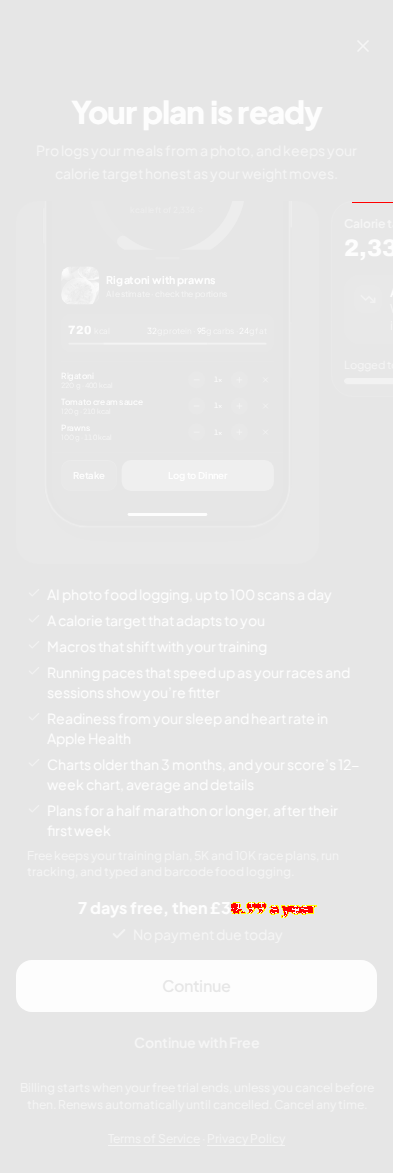 Your plan is ready
Pro logs your meals from a photo, and keeps your
calorie target honest as your weight moves.
Rigatoni with prawns
720 kcal
Rigatoni
Tomato cream sauce
Prawns
1×
1×
1×
Retake
Log to Dinner
Calorie t
2,33
Logged to
AI photo food logging, up to 100 scans a day
A calorie target that adapts to you
Macros that shift with your training
Running paces that speed up as your races and
sessions show you're fitter
Readiness from your sleep and heart rate in
Apple Health
Charts older than 3 months, and your score's 12-
week chart, average and details
Plans for a half marathon or longer, after their
first week
Free keeps your training plan, 5K and 10K race plans, run
tracking, and typed and barcode food logging.
7 days free, then a year
No payment due today
Continue
Continue with Free
Billing starts when your free trial ends, unless you cancel before
then. Renews automatically until cancelled. Cancel any time.
Terms of Service · Privacy Policy